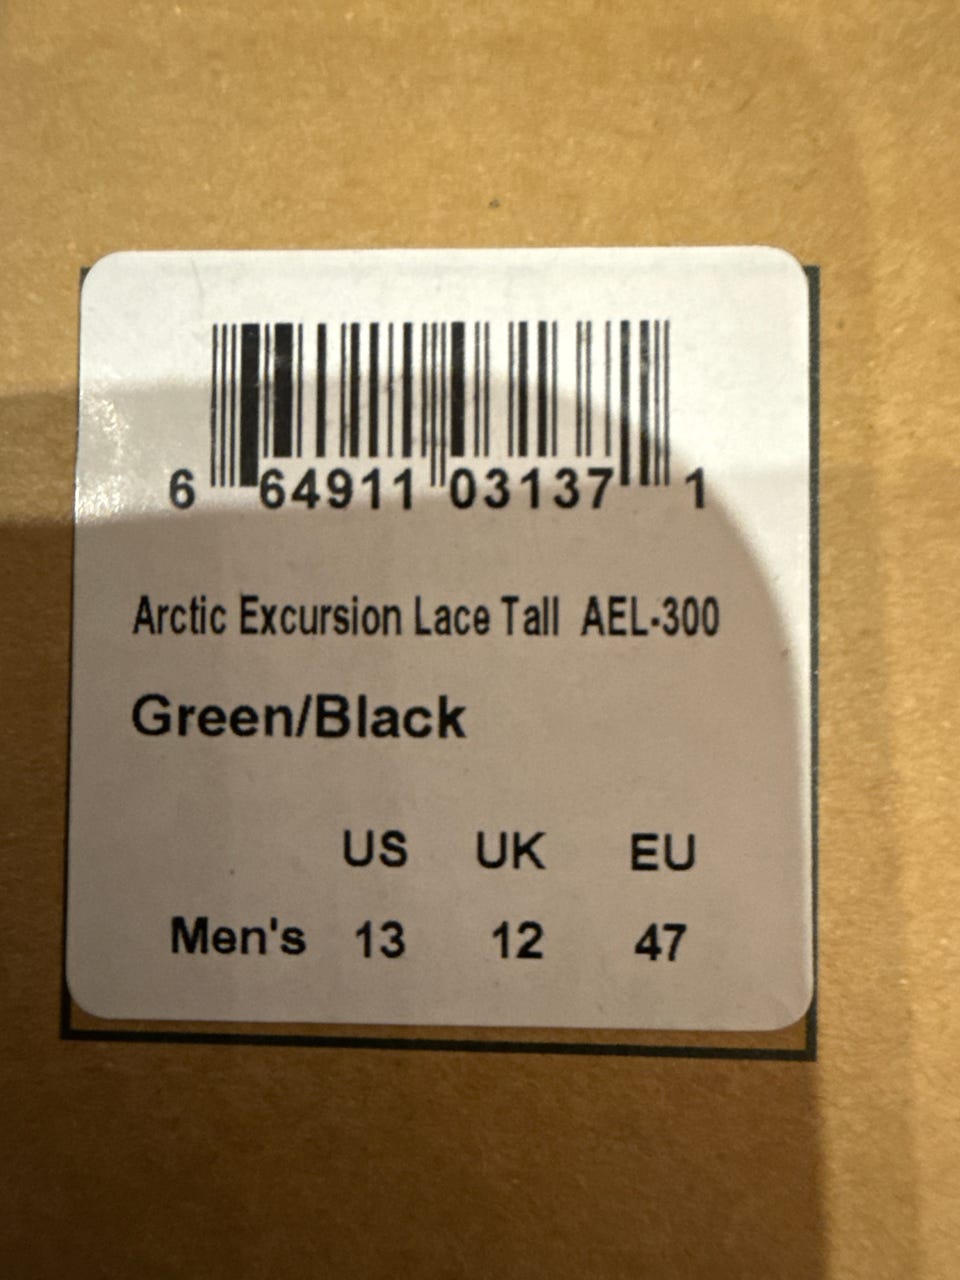 6 64911 03137 1
Arctic Excursion Lace Tall AEL-300
Green/Black
US UK EU
Men's 13 12 47